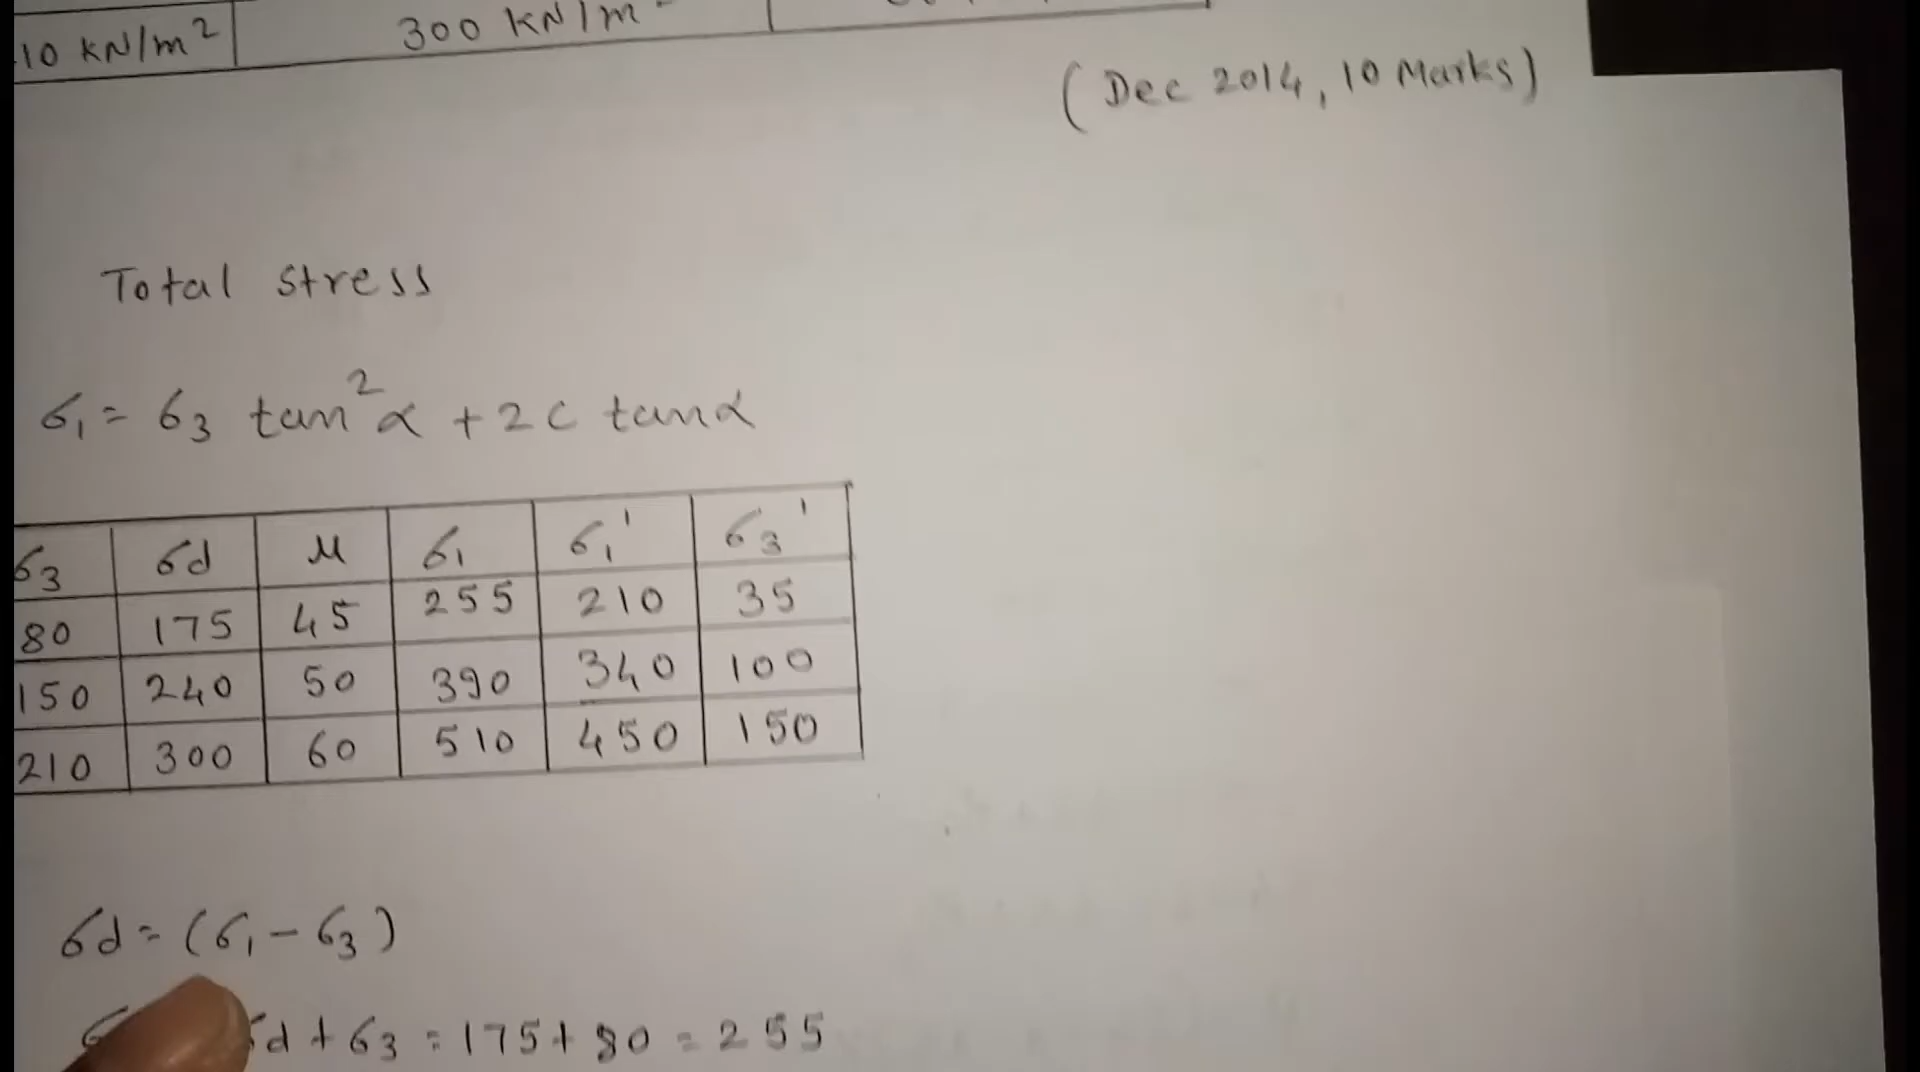 10 kN/m² 300 KN/m
(Dec 2014, 10 Marks)
Total stress
σ₁ = σ₃ tan²α + 2c tanα
σ₃ σd μ σ₁ σ₁' σ₃'
80 175 45 255 210 35
150 240 50 390 340 100
210 300 60 510 450 150
σd = (σ₁ - σ₃)
σd + σ₃ = 175 + 80 = 255